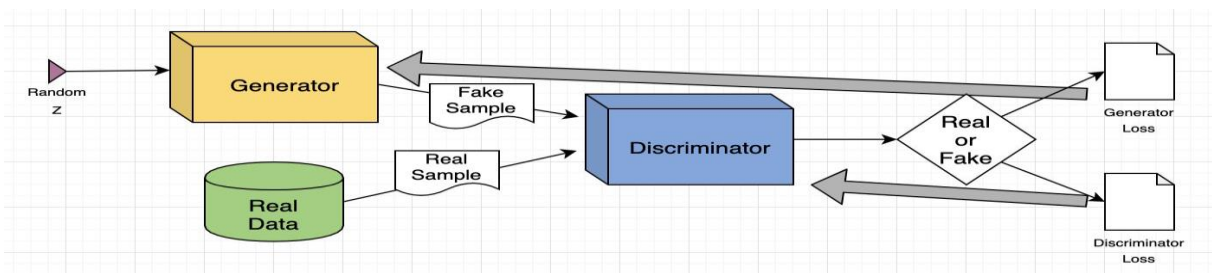 Random
Z
Generator
Fake
Sample
Real
Sample
Real
Data
Discriminator
Real
or
Fake
Generator
Loss
Discriminator
Loss